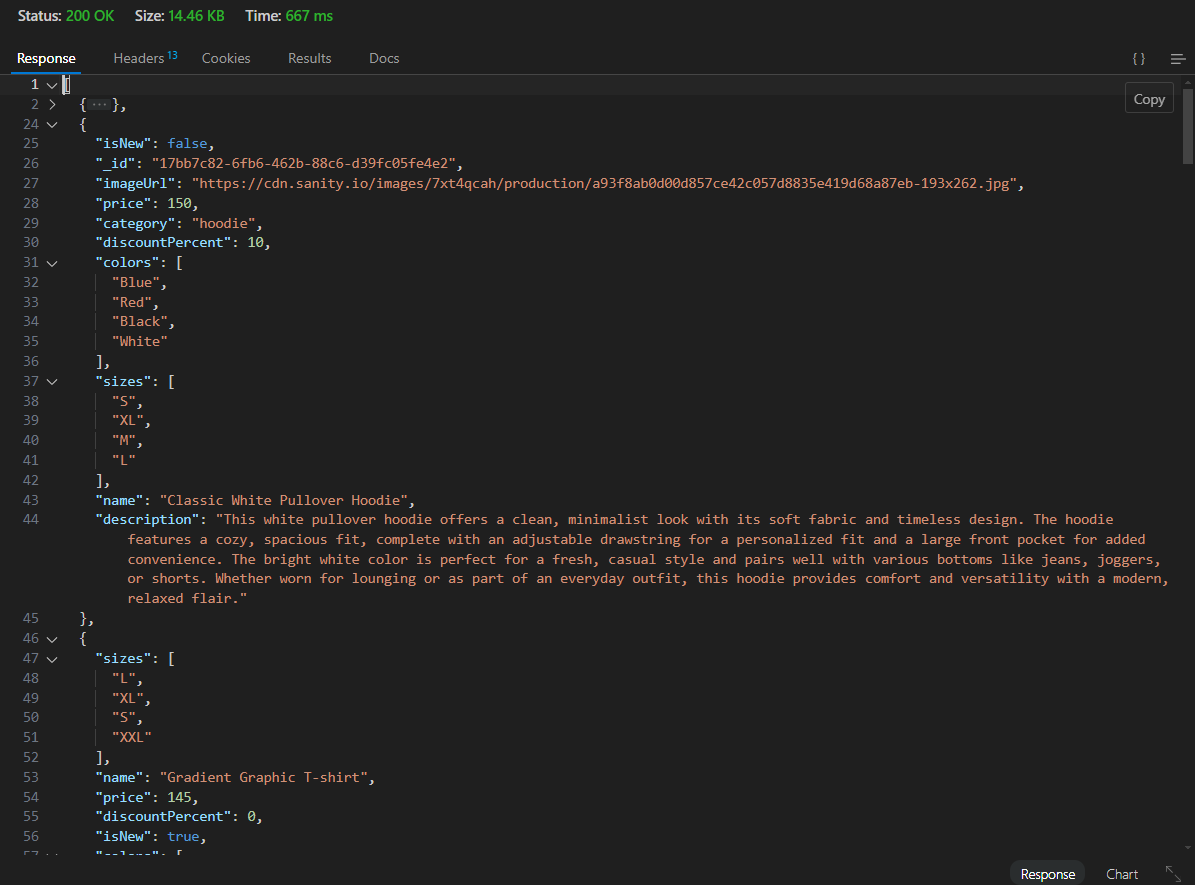 Status: 200 OK Size: 14.46 KB Time: 667 ms
Response Headers 13 Cookies Results Docs { }
1 [
Copy
2 { ··· },
24 {
25 "isNew": false,
26 "_id": "17bb7c82-6fb6-462b-88c6-d39fc05fe4e2",
27 "imageUrl": "https://cdn.sanity.io/images/7xt4qcah/production/a93f8ab0d00d857ce42c057d8835e419d68a87eb-193x262.jpg",
28 "price": 150,
29 "category": "hoodie",
30 "discountPercent": 10,
31 "colors": [
32 "Blue",
33 "Red",
34 "Black",
35 "White"
36 ],
37 "sizes": [
38 "S",
39 "XL",
40 "M",
41 "L"
42 ],
43 "name": "Classic White Pullover Hoodie",
44 "description": "This white pullover hoodie offers a clean, minimalist look with its soft fabric and timeless design. The hoodie
features a cozy, spacious fit, complete with an adjustable drawstring for a personalized fit and a large front pocket for added
convenience. The bright white color is perfect for a fresh, casual style and pairs well with various bottoms like jeans, joggers,
or shorts. Whether worn for lounging or as part of an everyday outfit, this hoodie provides comfort and versatility with a modern,
relaxed flair."
45 },
46 {
47 "sizes": [
48 "L",
49 "XL",
50 "S",
51 "XXL"
52 ],
53 "name": "Gradient Graphic T-shirt",
54 "price": 145,
55 "discountPercent": 0,
56 "isNew": true,
57 "colors": [
Response Chart